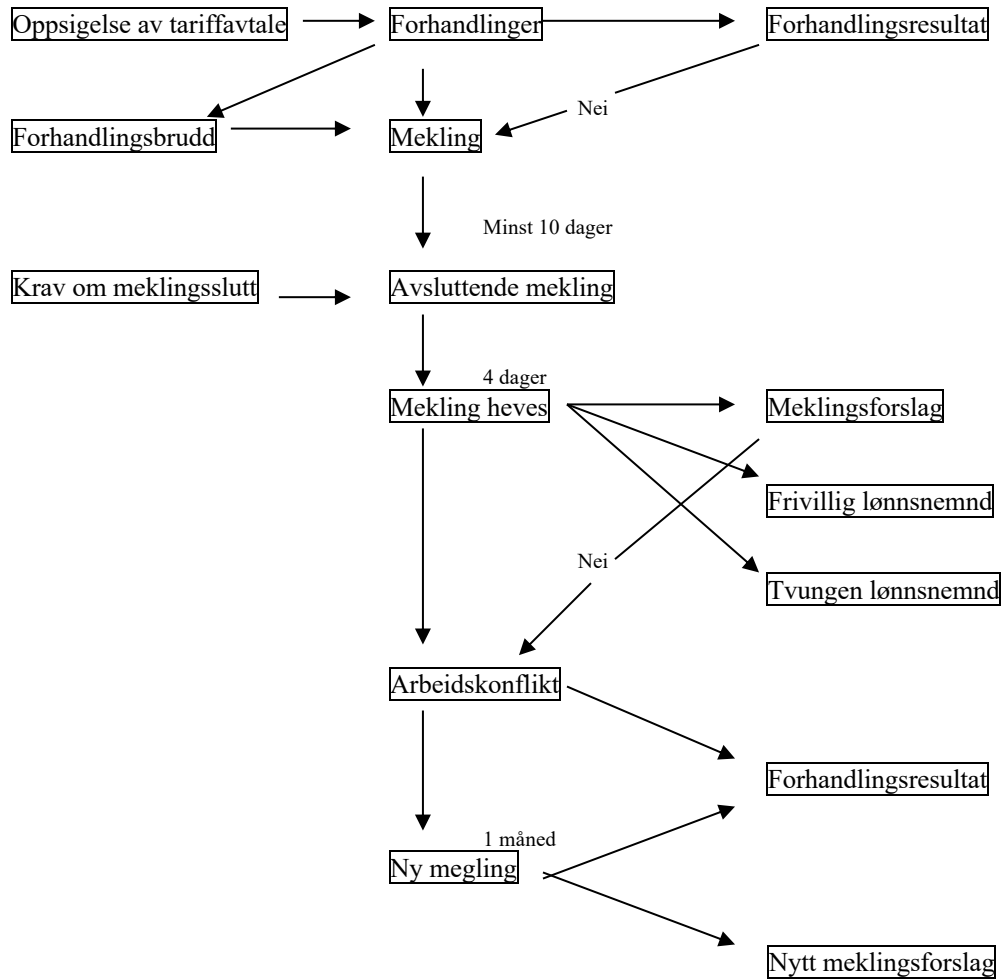 Oppsigelse av tariffavtale
Forhandlinger
Forhandlingsresultat
Nei
Forhandlingsbrudd
Mekling
Minst 10 dager
Krav om meklingsslutt
Avsluttende mekling
4 dager
Mekling heves
Meklingsforslag
Frivillig lønnsnemnd
Nei
Tvungen lønnsnemnd
Arbeidskonflikt
Forhandlingsresultat
1 måned
Ny megling
Nytt meklingsforslag